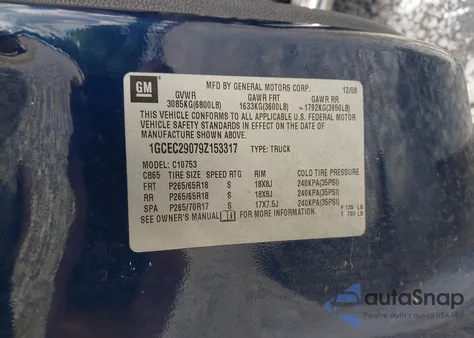 GM
MFD BY GENERAL MOTORS CORP. 12/08
GVWR GAWR FRT GAWR RR
3085KG(6800LB) 1633KG(3600LB) 1792KG(3950LB)
THIS VEHICLE CONFORMS TO ALL APPLICABLE U.S. FEDERAL MOTOR
VEHICLE SAFETY STANDARDS IN EFFECT ON THE DATE OF
MANUFACTURE SHOWN ABOVE.
1GCEC29079Z153317 TYPE: TRUCK
MODEL: C10753
CB65 TIRE SIZE SPEED RTG RIM COLD TIRE PRESSURE
FRT P265/65R18 S 18X8J 240KPA(35PSI)
RR P265/65R18 S 18X8J 240KPA(35PSI)
SPA P265/70R17 S 17X7.5J 240KPA(35PSI)
SEE OWNER'S MANUAL FOR MORE INFORMATION.
autoSnap